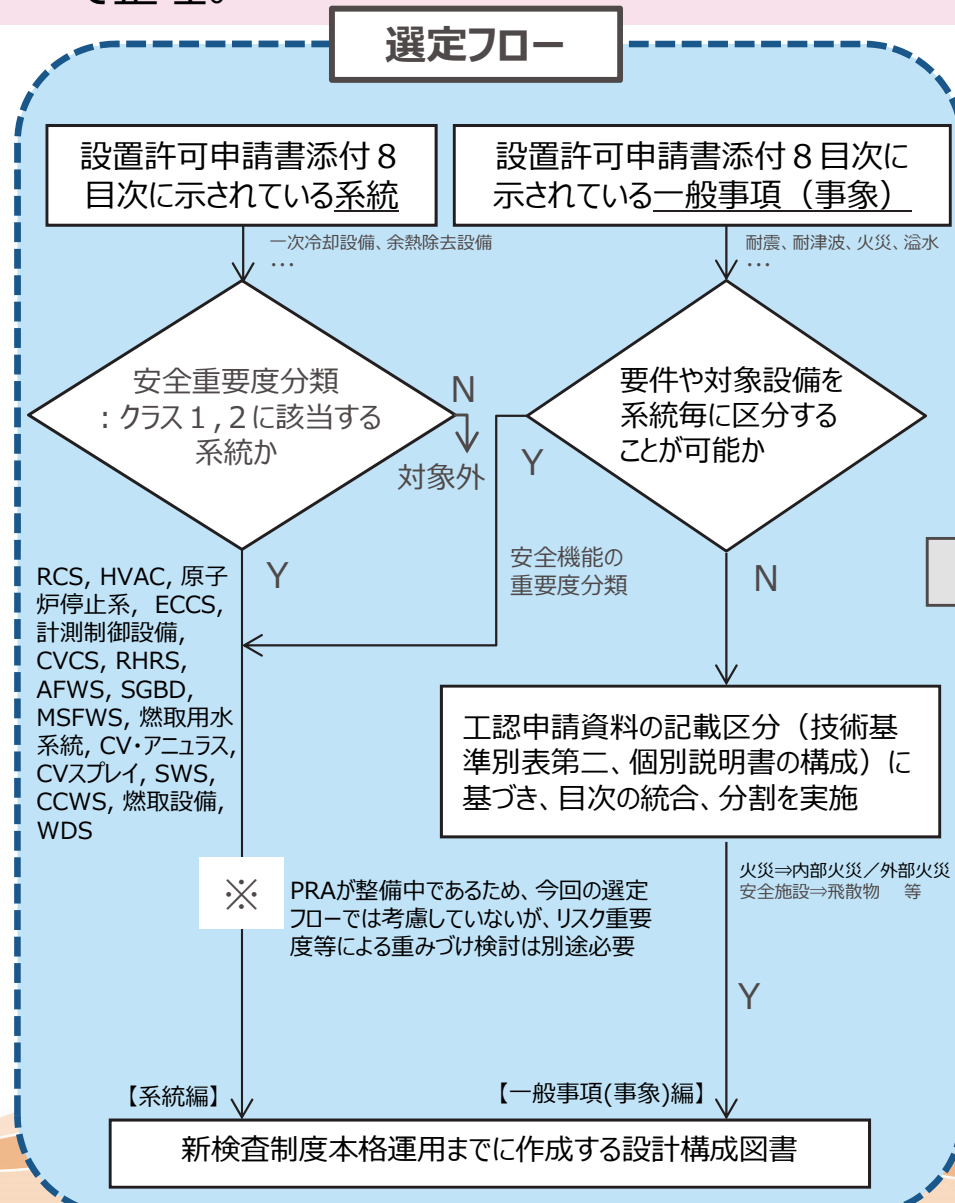 で整理。
選定フロー
設置許可申請書添付８
目次に示されている系統
設置許可申請書添付８目次に
示されている一般事項（事象）
一次冷却設備、余熱除去設備
…
耐震、耐津波、火災、溢水
…
安全重要度分類
：クラス１,２に該当する
系統か
N
対象外
要件や対象設備を
系統毎に区分する
ことが可能か
Y
安全機能の
重要度分類
N
Y
RCS, HVAC, 原子
炉停止系, ECCS,
計測制御設備,
CVCS, RHRS,
AFWS, SGBD,
MSFWS, 燃取用水
系統, CV・アニュラス,
CVスプレイ, SWS,
CCWS, 燃取設備,
WDS
工認申請資料の記載区分（技術基
準別表第二、個別説明書の構成）に
基づき、目次の統合、分割を実施
火災⇒内部火災／外部火災
安全施設⇒飛散物　等
※
PRAが整備中であるため、今回の選定
フローでは考慮していないが、リスク重要
度等による重みづけ検討は別途必要
Y
【系統編】
【一般事項(事象)編】
新検査制度本格運用までに作成する設計構成図書